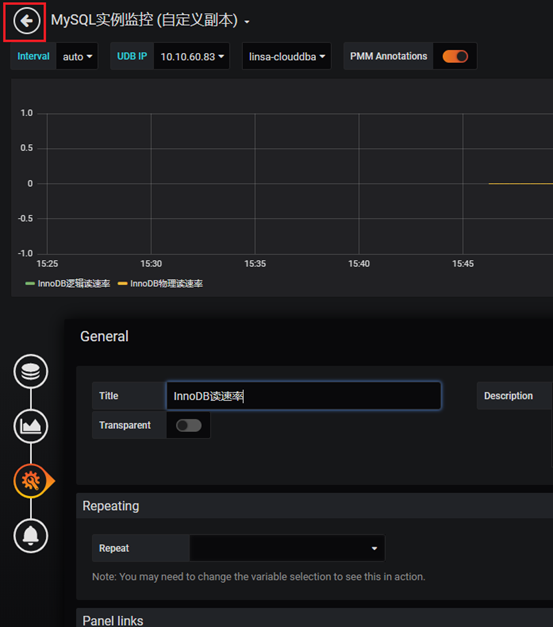 MySQL实例监控 (自定义副本)
Interval auto UDB IP 10.10.60.83 linsa-clouddba PMM Annotations
1.0
0.5
0
-0.5
-1.0
15:25 15:30 15:35 15:40 15:45
InnoDB逻辑读速率 InnoDB物理读速率
General
Title InnoDB读速率 Description
Transparent
Repeating
Repeat
Note: You may need to change the variable selection to see this in action.
Panel links